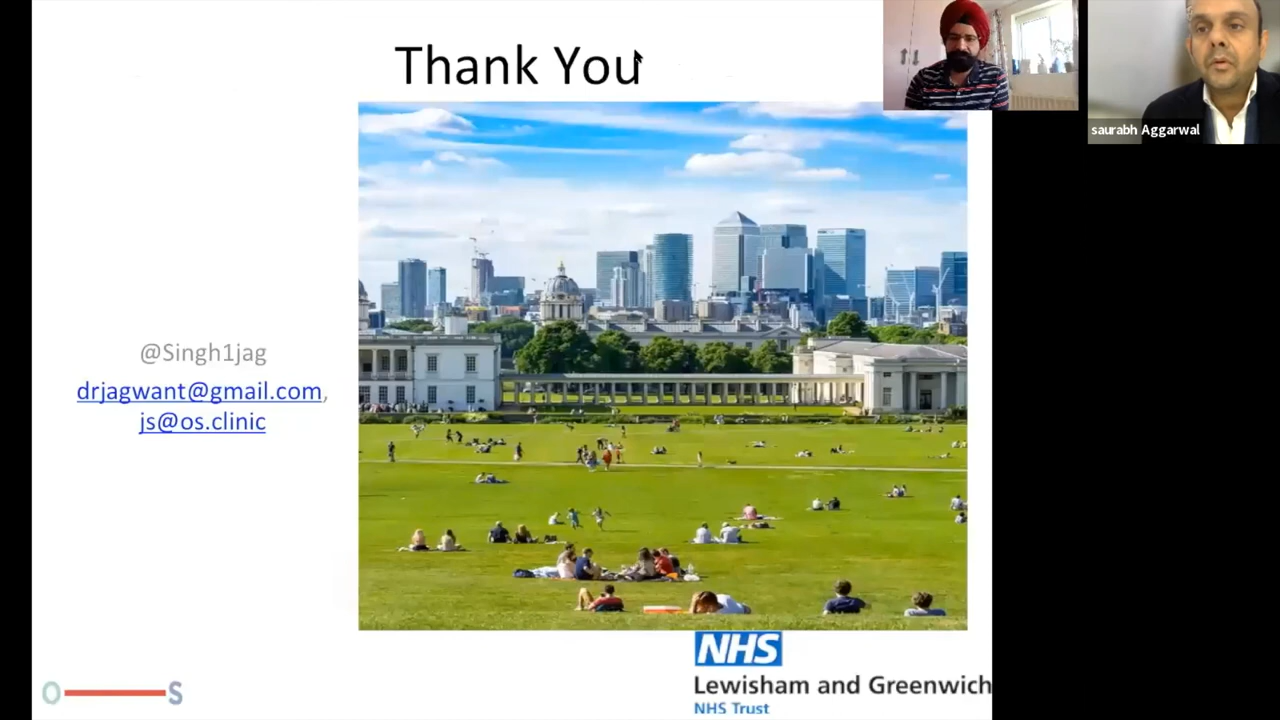 Thank You
saurabh Aggarwal
@Singh1jag
drjagwant@gmail.com,
js@os.clinic
NHS
Lewisham and Greenwich
NHS Trust
O S